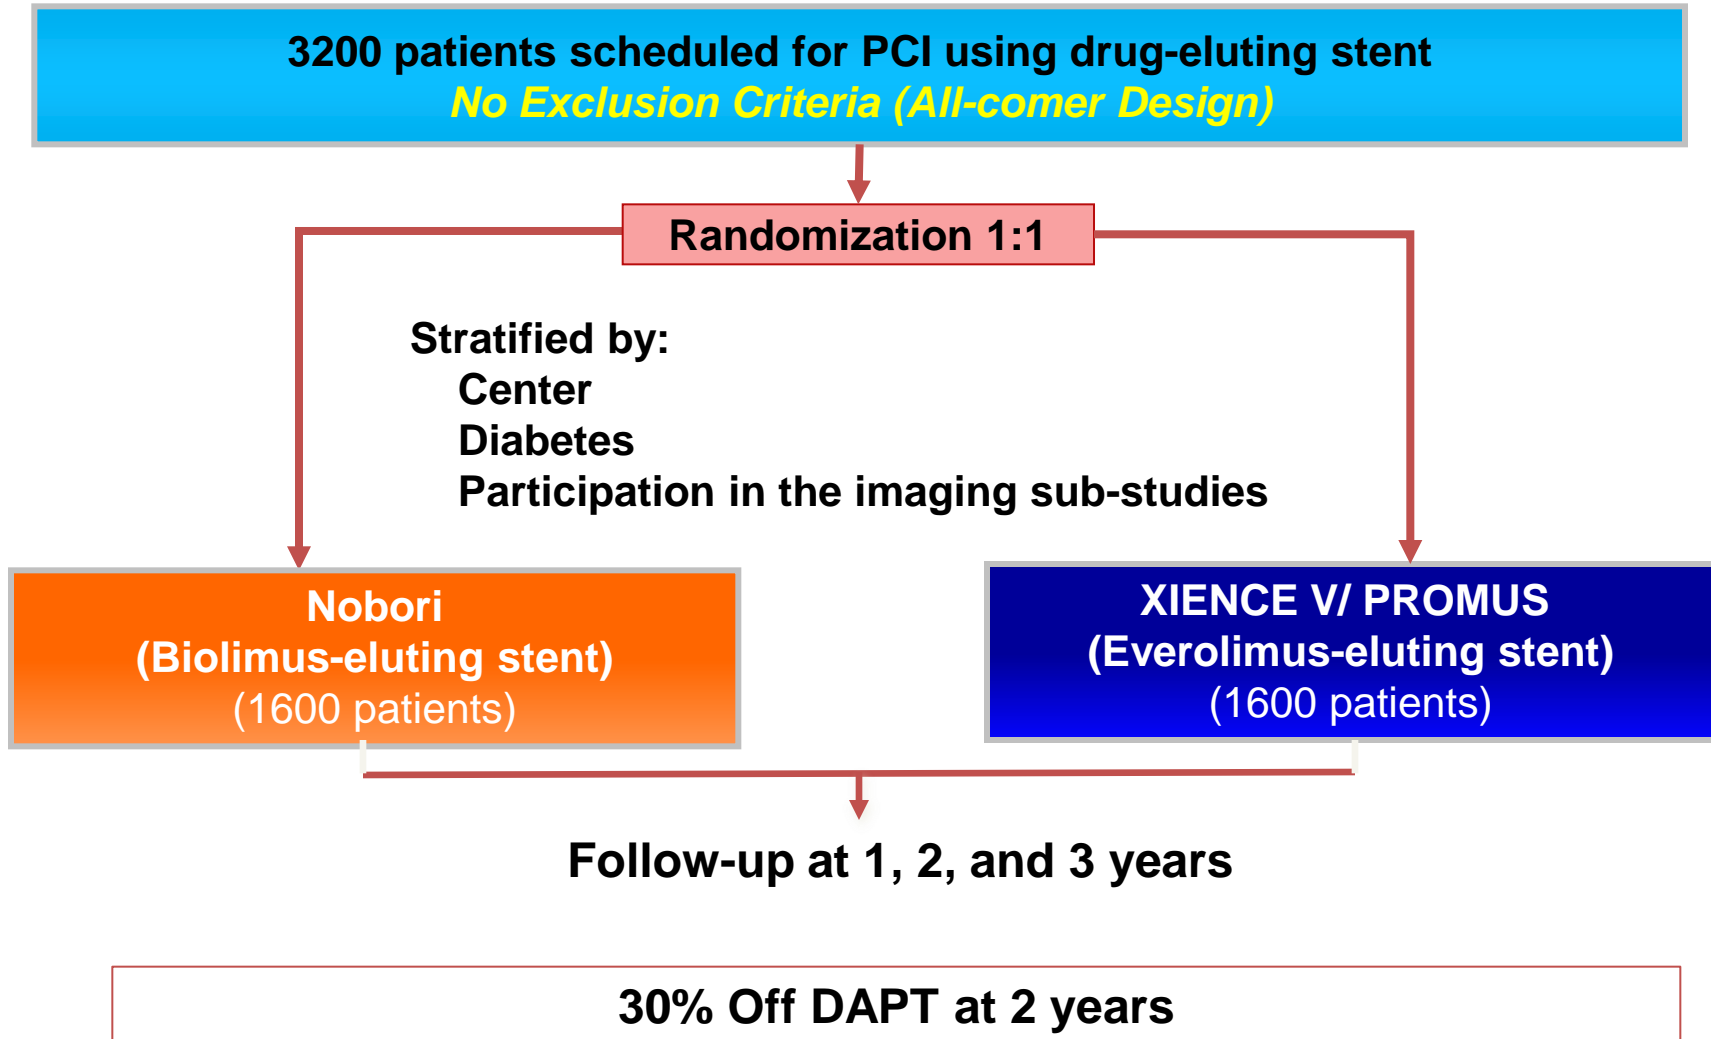 3200 patients scheduled for PCI using drug-eluting stent
No Exclusion Criteria (All-comer Design)
Randomization 1:1
Stratified by:
Center
Diabetes
Participation in the imaging sub-studies
Nobori
(Biolimus-eluting stent)
(1600 patients)
XIENCE V/ PROMUS
(Everolimus-eluting stent)
(1600 patients)
Follow-up at 1, 2, and 3 years
30% Off DAPT at 2 years